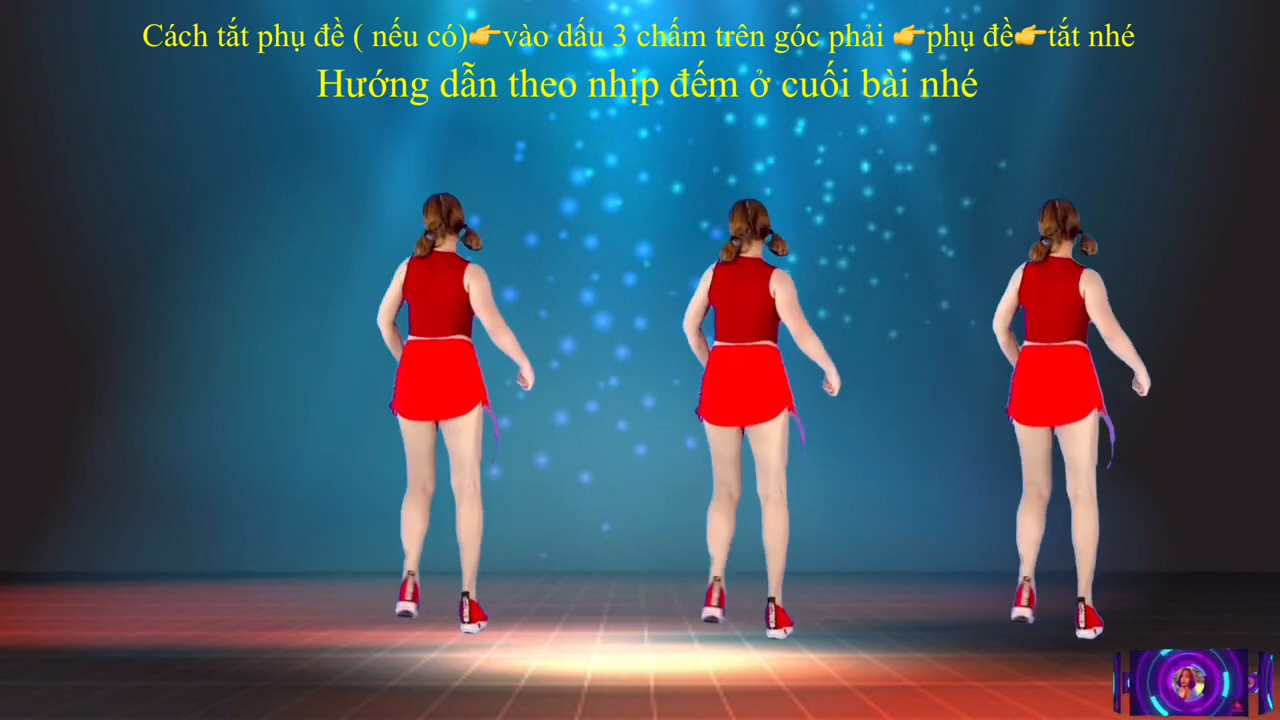 Cách tắt phụ đề ( nếu có)👉vào dấu 3 chấm trên góc phải 👉phụ đề👉tắt nhé
Hướng dẫn theo nhịp đếm ở cuối bài nhé